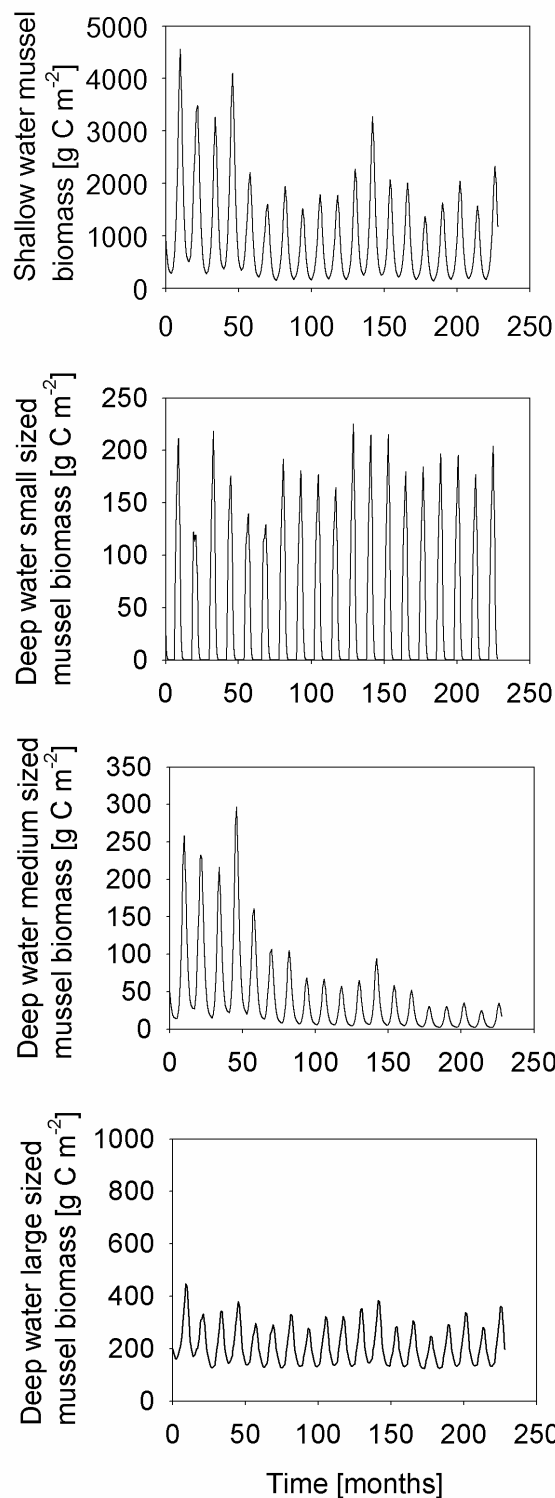 Shallow water mussel
biomass [g C m-2]
5000
4000
3000
2000
1000
0
0 50 100 150 200 250
Deep water small sized
mussel biomass [g C m-2]
250
200
150
100
50
0
0 50 100 150 200 250
Deep water medium sized
mussel biomass [g C m-2]
350
300
250
200
150
100
50
0
0 50 100 150 200 250
Deep water large sized
mussel biomass [g C m-2]
1000
800
600
400
200
0
0 50 100 150 200 250
Time [months]